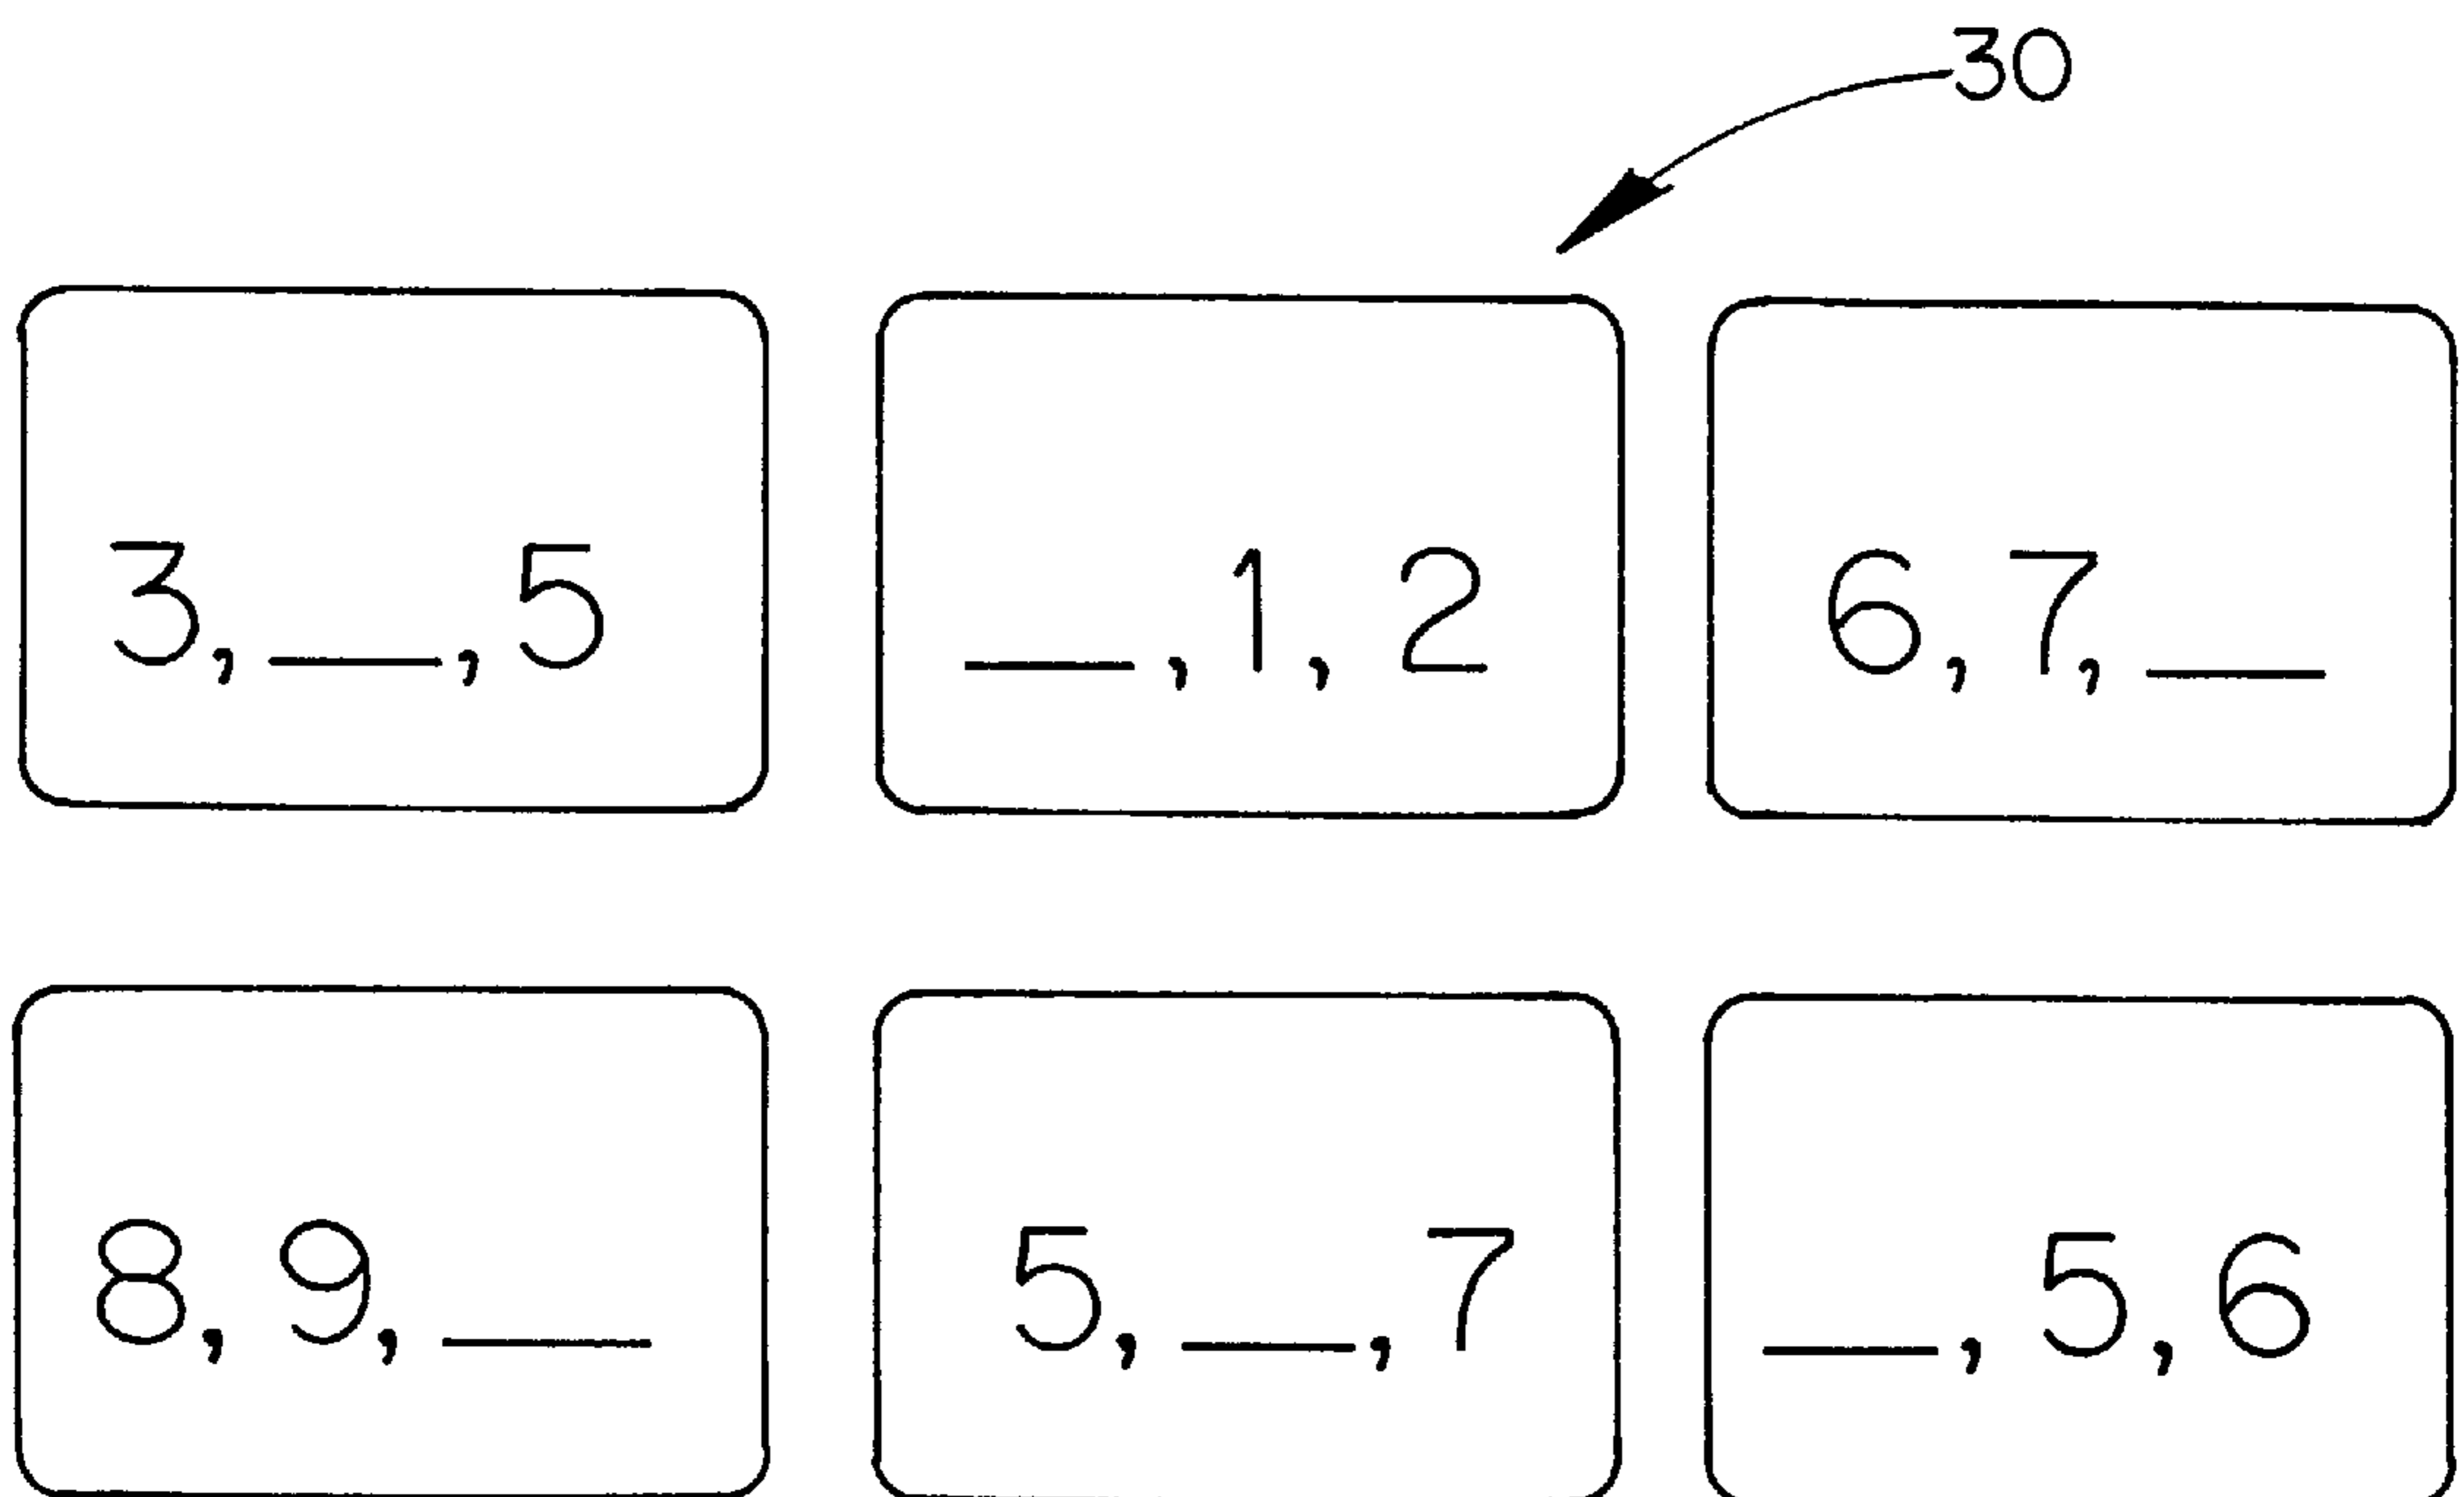 30
3, ___, 5
___, 1, 2
6, 7, ___
8, 9, ___
5, ___, 7
___, 5, 6